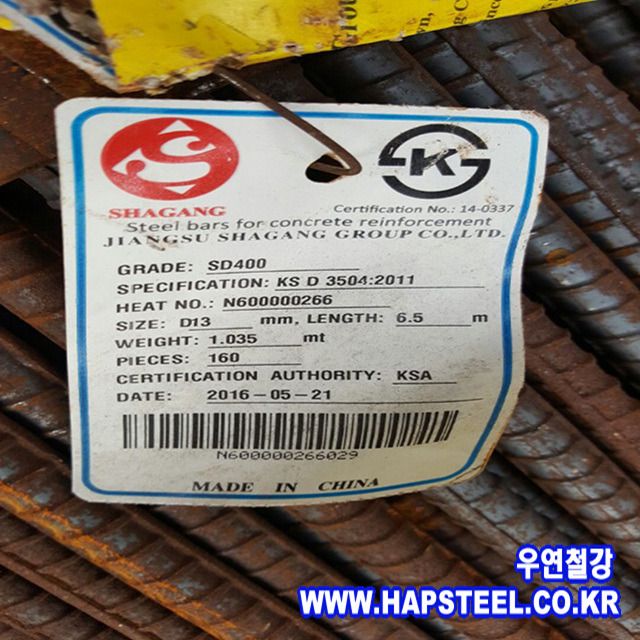 SHAGANG
S K
Certification No.: 14-0337
Steel bars for concrete reinforcement
JIANGSU SHAGANG GROUP CO.,LTD.
GRADE: SD400
SPECIFICATION: KS D 3504:2011
HEAT NO.: N600000266
SIZE: D13 mm, LENGTH: 6.5 m
WEIGHT: 1.035 mt
PIECES: 160
CERTIFICATION AUTHORITY: KSA
DATE: 2016-05-21
N600000266029
MADE IN CHINA
우연철강
WWW.HAPSTEEL.CO.KR